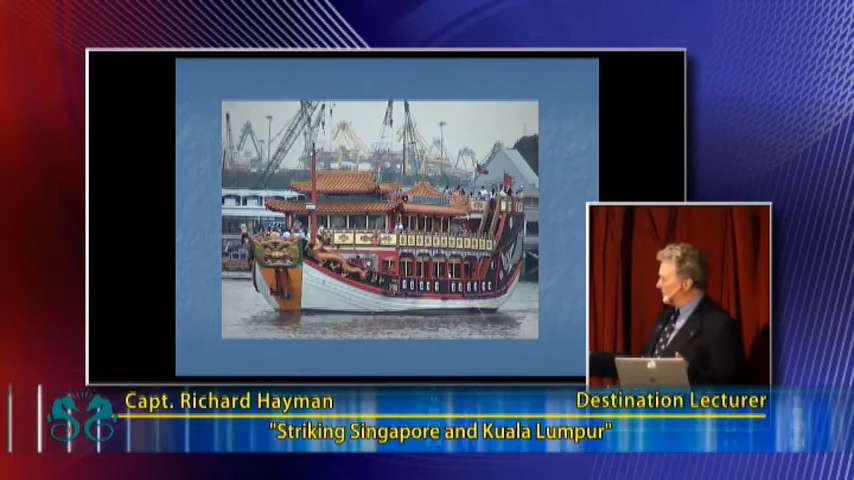 Capt. Richard Hayman
Destination Lecturer
"Striking Singapore and Kuala Lumpur"